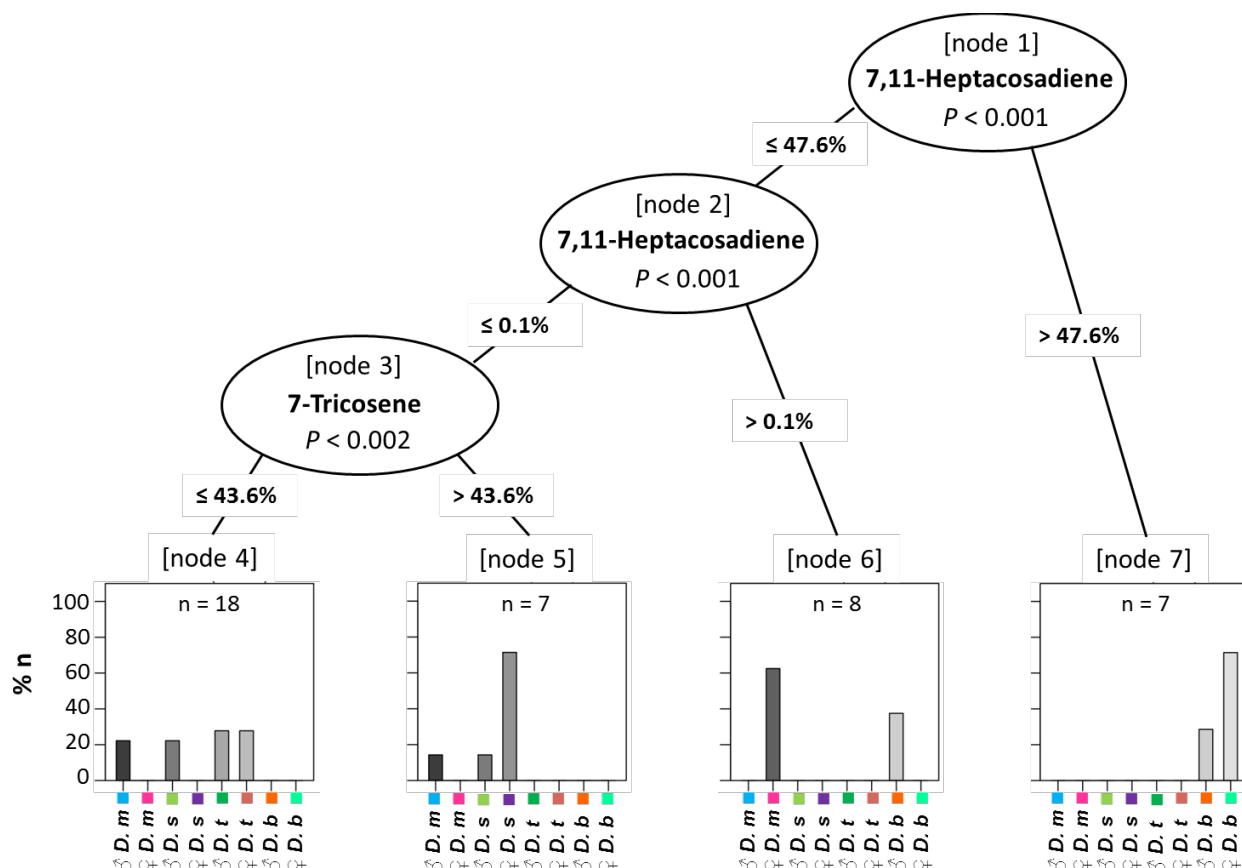 [node 1]
7,11-Heptacosadiene
P < 0.001
≤ 47.6%
> 47.6%
[node 2]
7,11-Heptacosadiene
P < 0.001
≤ 0.1%
> 0.1%
[node 3]
7-Tricosene
P < 0.002
≤ 43.6%
> 43.6%
[node 4]
n = 18
[node 5]
n = 7
[node 6]
n = 8
[node 7]
n = 7
% n
100
80
60
40
20
0
♂ D. m
♀ D. m
♂ D. s
♀ D. s
♂ D. t
♀ D. t
♂ D. b
♀ D. b
♂ D. m
♀ D. m
♂ D. s
♀ D. s
♂ D. t
♀ D. t
♂ D. b
♀ D. b
♂ D. m
♀ D. m
♂ D. s
♀ D. s
♂ D. t
♀ D. t
♂ D. b
♀ D. b
♂ D. m
♀ D. m
♂ D. s
♀ D. s
♂ D. t
♀ D. t
♂ D. b
♀ D. b